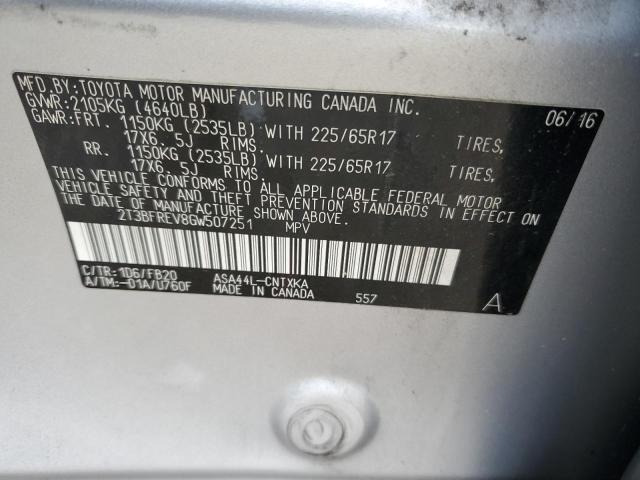 MFD.BY:TOYOTA MOTOR MANUFACTURING CANADA INC. 06/16
GVWR:2105KG (4640LB)
GAWR:FRT. 1150KG (2535LB) WITH 225/65R17 TIRES,
17X6. 5J RIMS.
RR. 1150KG (2535LB) WITH 225/65R17 TIRES,
17X6. 5J RIMS.
THIS VEHICLE CONFORMS TO ALL APPLICABLE FEDERAL MOTOR
VEHICLE SAFETY AND THEFT PREVENTION STANDARDS IN EFFECT ON
THE DATE OF MANUFACTURE SHOWN ABOVE.
2T3BFREV8GW507251 MPV
C/TR:1D6/FB20 ASA44L-CNTXKA
A/TM:-01A/U760F MADE IN CANADA 557 A